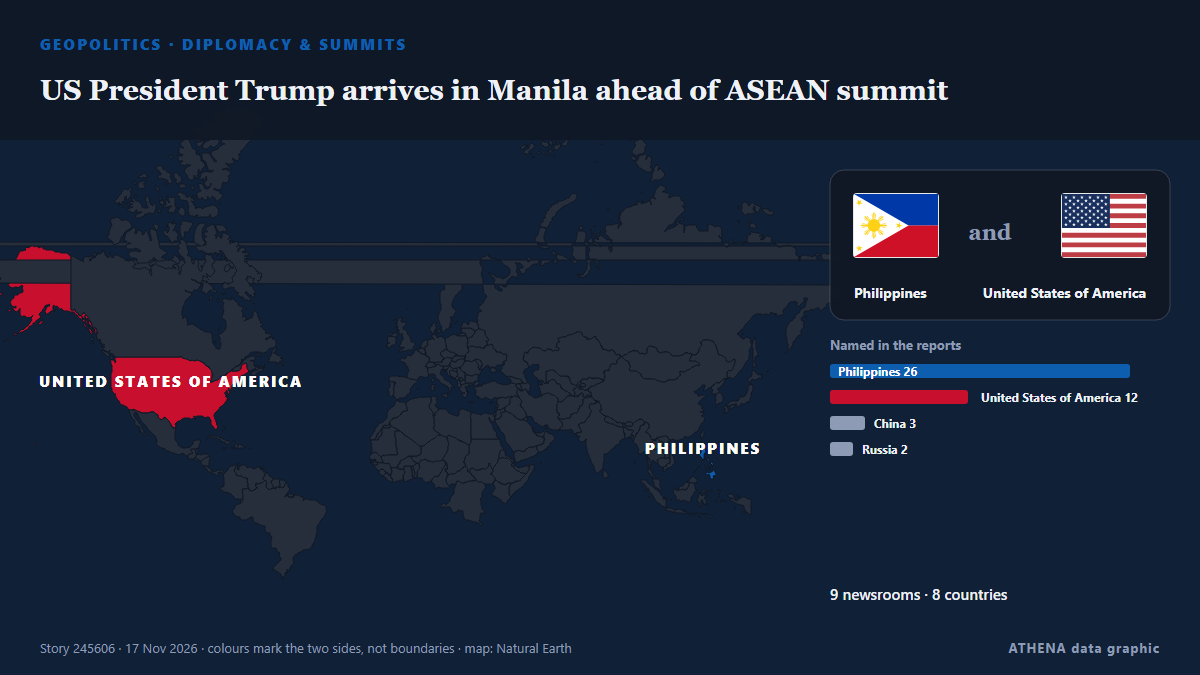 GEOPOLITICS · DIPLOMACY & SUMMITS
US President Trump arrives in Manila ahead of ASEAN summit
and
Philippines
United States of America
Named in the reports
Philippines 26
United States of America 12
China 3
Russia 2
UNITED STATES OF AMERICA
PHILIPPINES
9 newsrooms · 8 countries
Story 245606 · 17 Nov 2026 · colours mark the two sides, not boundaries · map: Natural Earth
ATHENA data graphic